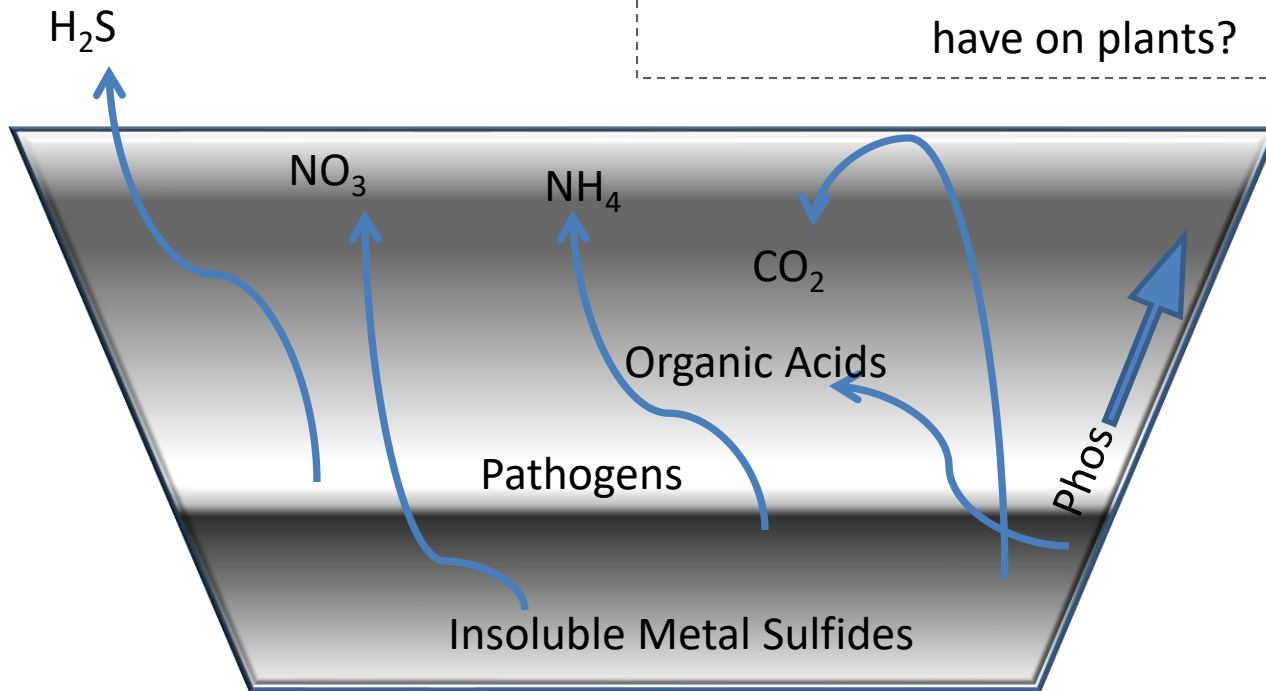 have on plants?
H₂S
NO₃
NH₄
CO₂
Organic Acids
Pathogens
Phos
Insoluble Metal Sulfides